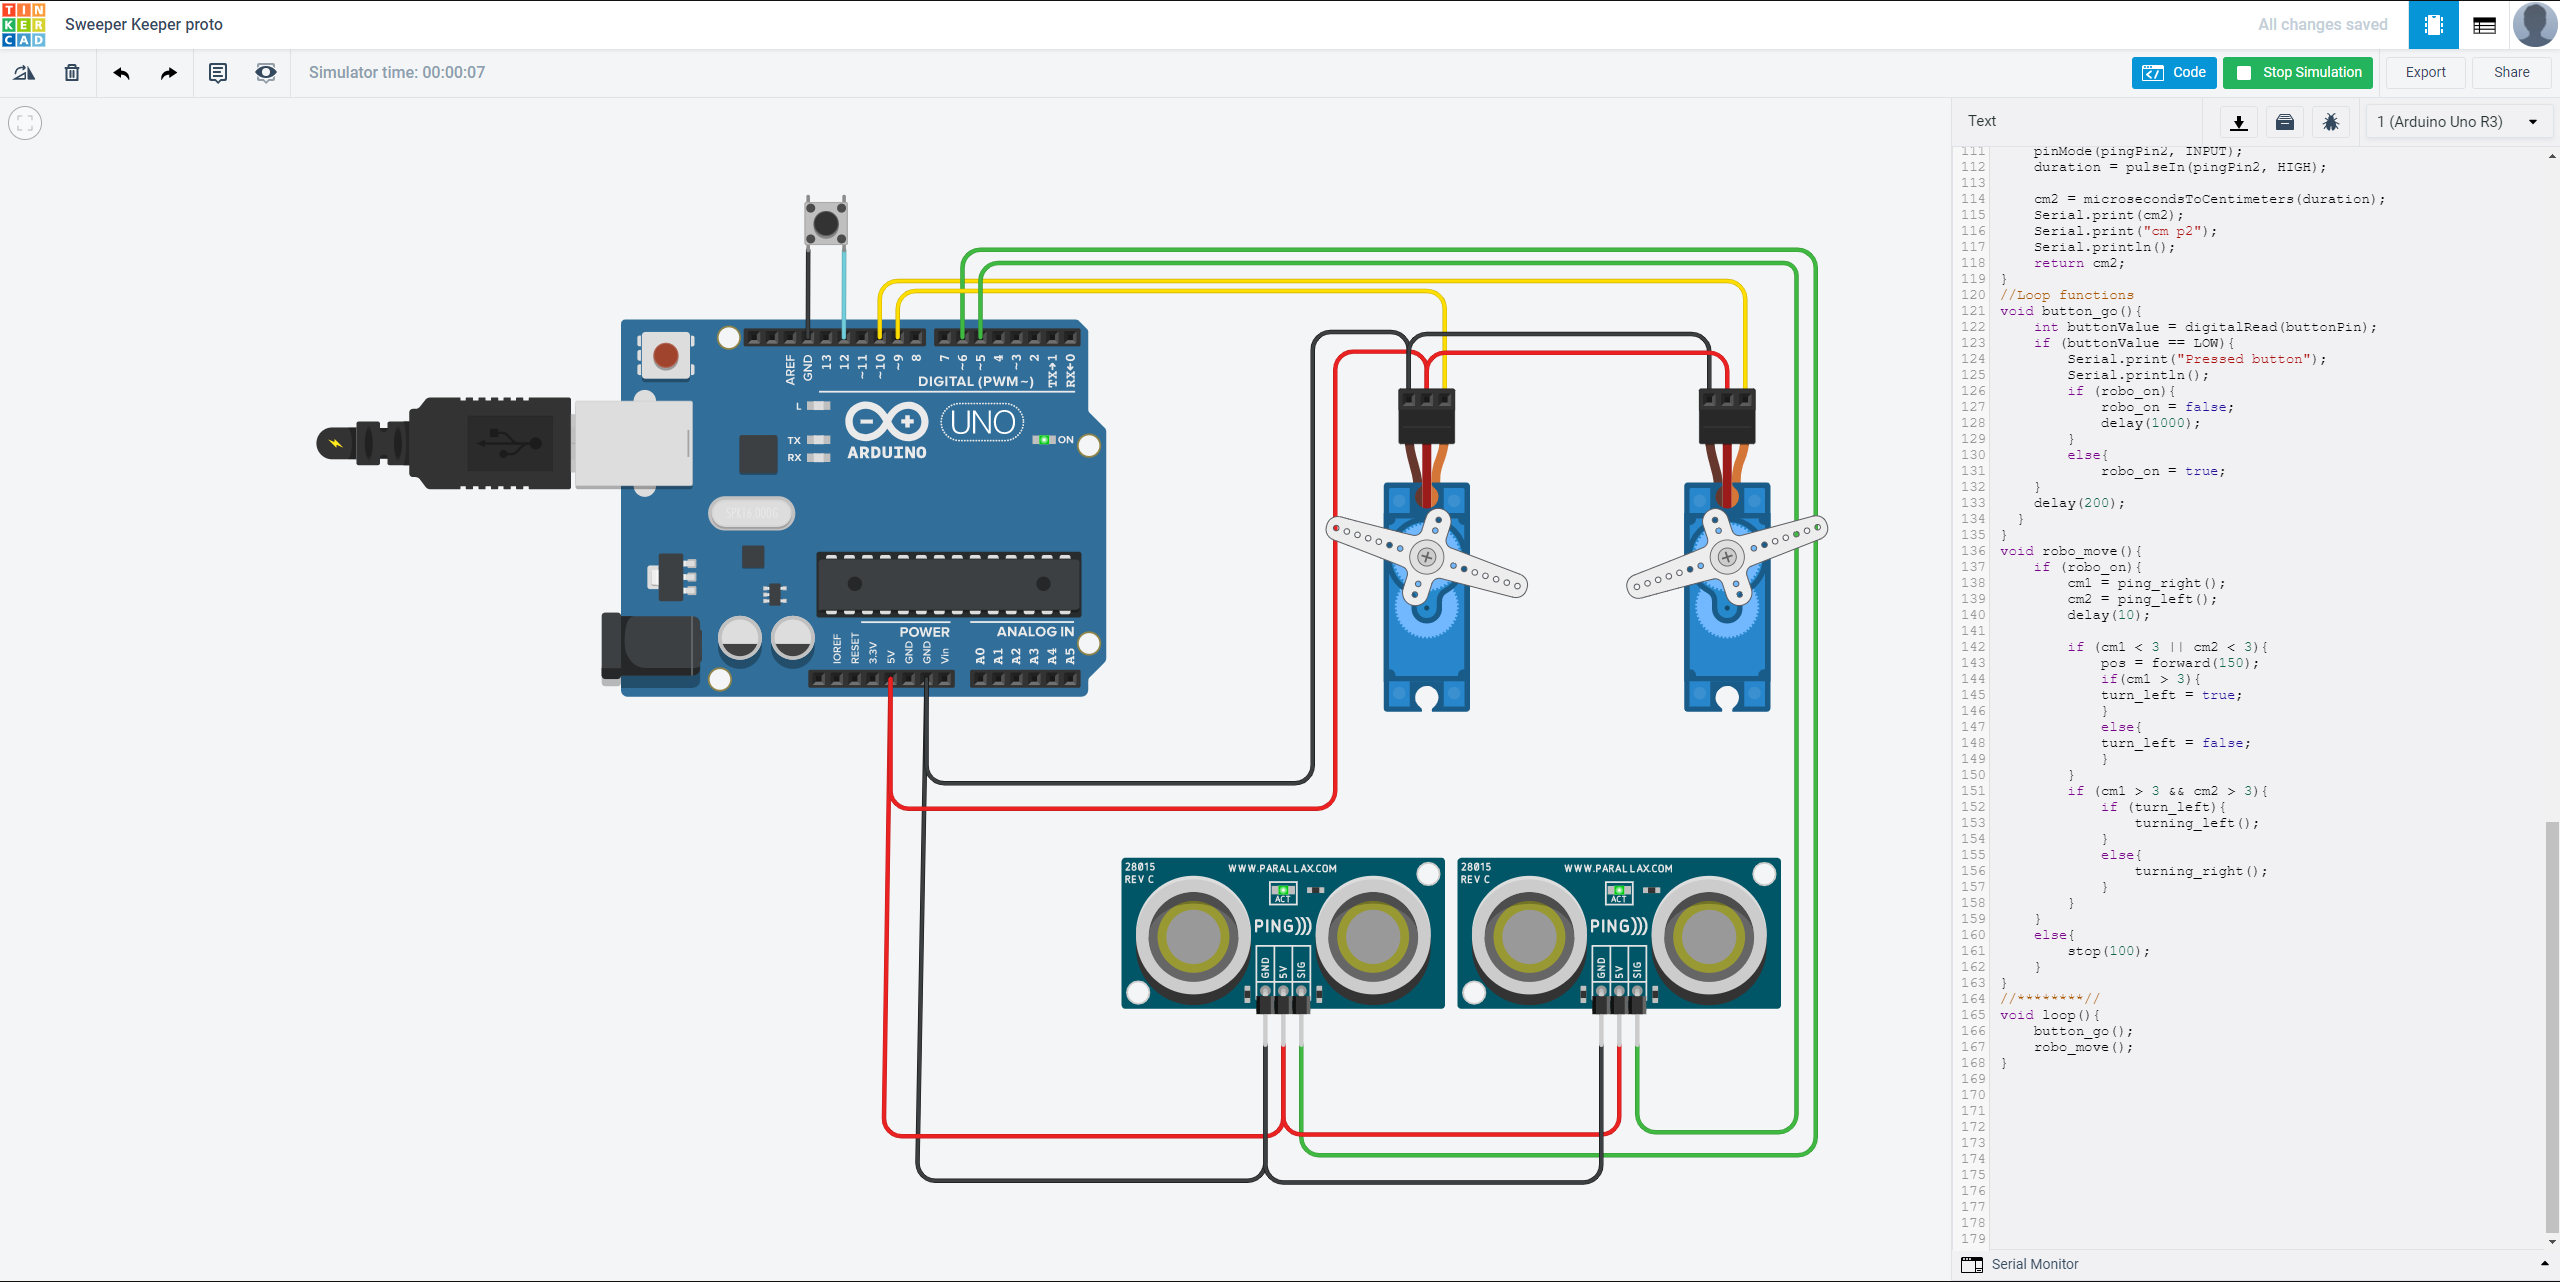 TIN
KER
CAD
Sweeper Keeper proto
All changes saved
Simulator time: 00:00:07
Code
Stop Simulation
Export
Share
Text
1 (Arduino Uno R3)
AREF
GND
13
12
~11
~10
~9
8
7
~6
~5
4
~3
2
TX→1
RX←0
DIGITAL (PWM~)
L
TX
RX
UNO
ARDUINO
ON
SPK16.000G
POWER
ANALOG IN
IOREF
RESET
3.3V
5V
GND
GND
Vin
A0
A1
A2
A3
A4
A5
28015
REV C
WWW.PARALLAX.COM
ACT
PING)))
GND
5V
SIG
28015
REV C
WWW.PARALLAX.COM
ACT
PING)))
GND
5V
SIG
111 pinMode(pingPin2, INPUT);
112 duration = pulseIn(pingPin2, HIGH);
113
114 cm2 = microsecondsToCentimeters(duration);
115 Serial.print(cm2);
116 Serial.print("cm p2");
117 Serial.println();
118 return cm2;
119 }
120 //Loop functions
121 void button_go(){
122 int buttonValue = digitalRead(buttonPin);
123 if (buttonValue == LOW){
124 Serial.print("Pressed button");
125 Serial.println();
126 if (robo_on){
127 robo_on = false;
128 delay(1000);
129 }
130 else{
131 robo_on = true;
132 }
133 delay(200);
134 }
135 }
136 void robo_move(){
137 if (robo_on){
138 cm1 = ping_right();
139 cm2 = ping_left();
140 delay(10);
141
142 if (cm1 < 3 || cm2 < 3){
143 pos = forward(150);
144 if(cm1 > 3){
145 turn_left = true;
146 }
147 else{
148 turn_left = false;
149 }
150 }
151 if (cm1 > 3 && cm2 > 3){
152 if (turn_left){
153 turning_left();
154 }
155 else{
156 turning_right();
157 }
158 }
159 }
160 else{
161 stop(100);
162 }
163 }
164 //********//
165 void loop(){
166 button_go();
167 robo_move();
168 }
169
170
171
172
173
174
175
176
177
178
179
Serial Monitor